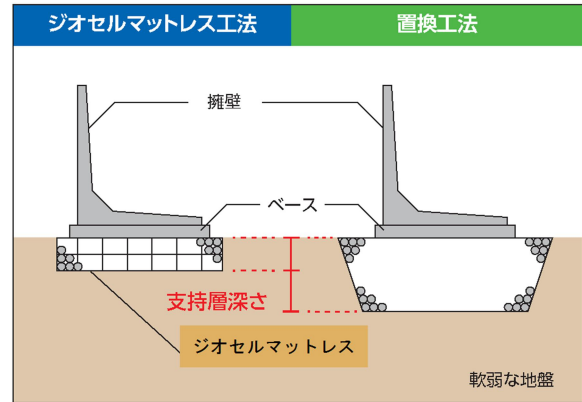 ジオセルマットレス工法
置換工法
擁壁
ベース
支持層深さ
ジオセルマットレス
軟弱な地盤